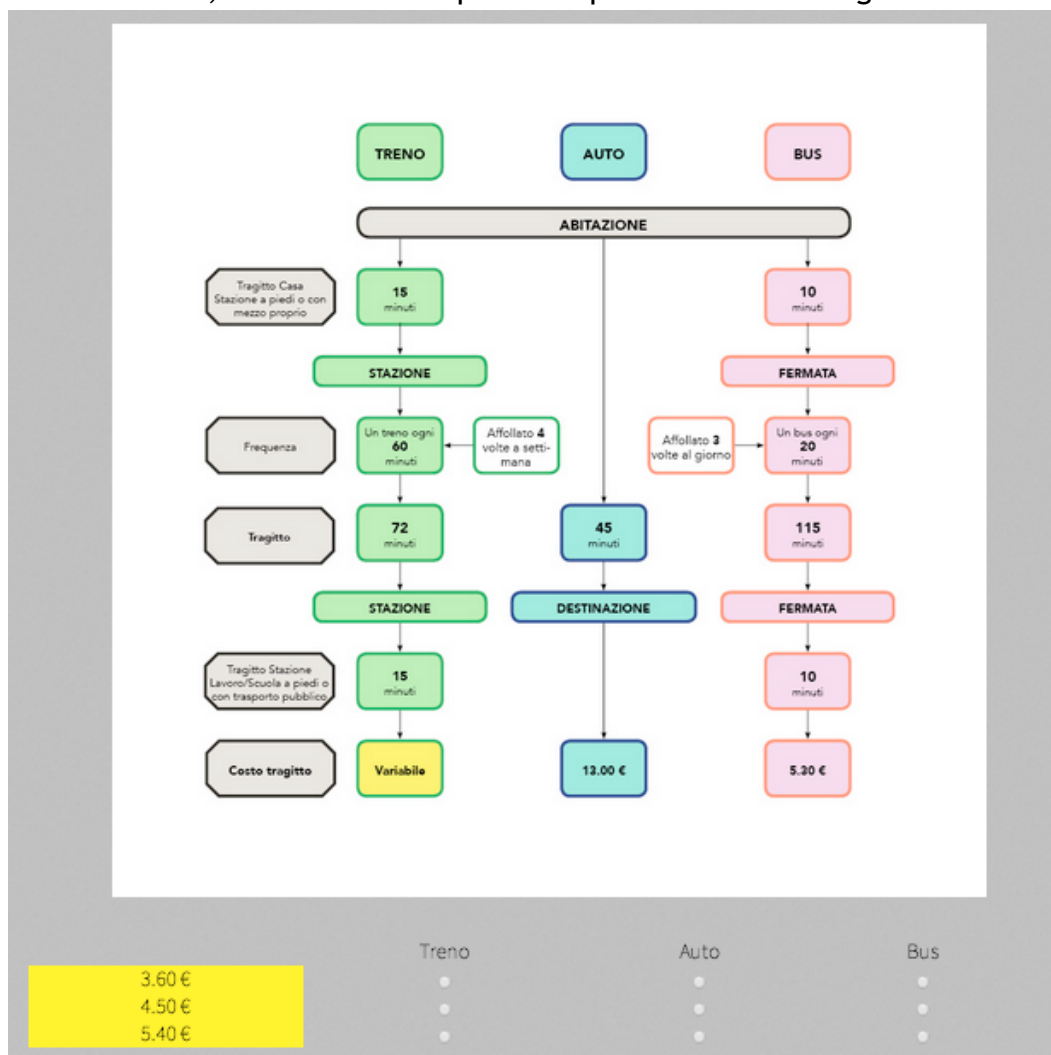 TRENO
AUTO
BUS
ABITAZIONE
Tragitto Casa
Stazione a piedi o con
mezzo proprio
15
minuti
10
minuti
STAZIONE
FERMATA
Frequenza
Un treno ogni
60
minuti
Affollato 4
volte a setti-
mana
Affollato 3
volte al giorno
Un bus ogni
20
minuti
Tragitto
72
minuti
45
minuti
115
minuti
STAZIONE
DESTINAZIONE
FERMATA
Tragitto Stazione
Lavoro/Scuola a piedi o
con trasporto pubblico
15
minuti
10
minuti
Costo tragitto
Variabile
13.00 €
5.30 €
Treno
Auto
Bus
3.60 €
4.50 €
5.40 €